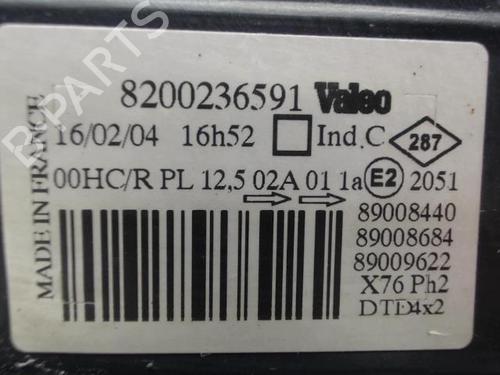 B-PARTS
8200236591 Valeo
16/02/04 16h52 Ind.C 287
00HC/R PL 12,5 02A 01 1a E2 2051
89008440
89008684
89009622
X76 Ph2
DTD4x2
MADE IN FRANCE